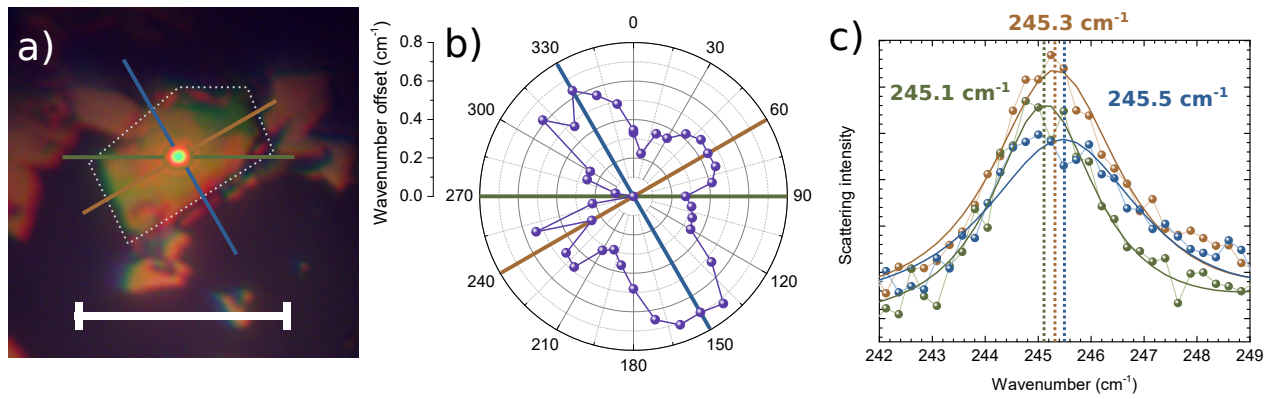 a)
b)
c)
Wavenumber offset (cm⁻¹)
0.8
0.6
0.4
0.2
0.0
0
30
60
90
120
150
180
210
240
270
300
330
245.3 cm⁻¹
245.1 cm⁻¹
245.5 cm⁻¹
Scattering intensity
242 243 244 245 246 247 248 249
Wavenumber (cm⁻¹)